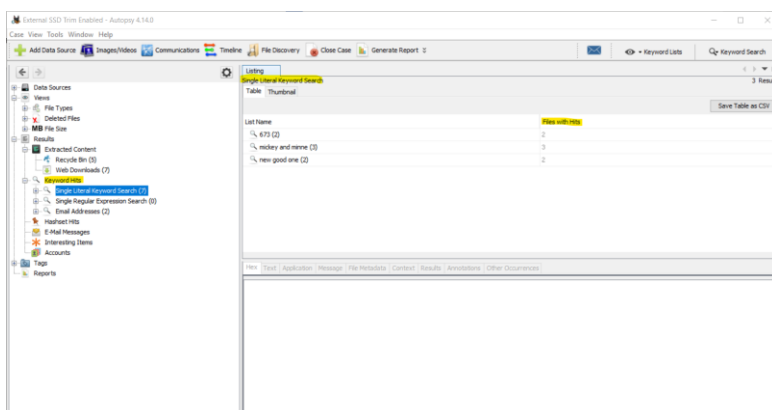 External SSD Trim Enabled - Autopsy 4.14.0
Case View Tools Window Help
Add Data Source Images/Videos Communications Timeline File Discovery Close Case Generate Report Keyword Lists Keyword Search
Listing
Single Literal Keyword Search 3 Resu
Table Thumbnail
Save Table as CSV
Data Sources
Views
File Types
Deleted Files
MB File Size
Results
Extracted Content
Recycle Bin (5)
Web Downloads (7)
Keyword Hits
Single Literal Keyword Search (7)
Single Regular Expression Search (0)
Email Addresses (2)
Hashset Hits
E-Mail Messages
Interesting Items
Accounts
Tags
Reports
List Name Files with Hits
673 (2) 2
mickey and minne (3) 3
new good one (2) 2
Hex Text Application Message File Metadata Context Results Annotations Other Occurrences